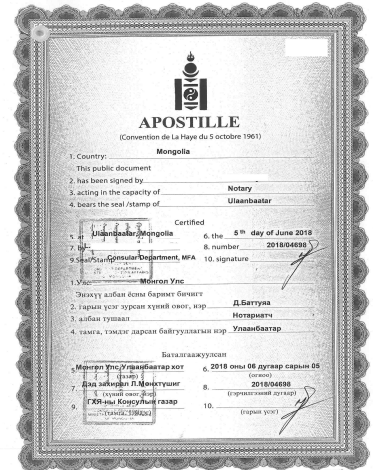 APOSTILLE
(Convention de La Haye du 5 octobre 1961)
1. Country: Mongolia
This public document
2. has been signed by
3. acting in the capacity of Notary
4. bears the seal /stamp of Ulaanbaatar
Certified
5. at Ulaanbaatar, Mongolia 6. the 5 th day of June 2018
7. by L. 8. number 2018/04698
9.Seal/Stamp Consular Department, MFA 10. signature
1.Улс: Монгол Улс
Энэхүү албан ёсны баримт бичигт
2. гарын үсэг зурсан хүний овог, нэр Д.Баттуяа
3. албан тушаал Нотариатч
4. тамга, тэмдэг дарсан байгууллагын нэр Улаанбаатар
Баталгаажуулсан
5. Монгол Улс, Улаанбаатар хот 6. 2018 оны 06 дугаар сарын 05
(газар) (огноо)
7. Дэд захирал Л.Мөнхтүшиг 8. 2018/04698
(хүний овог, нэр) (гэрчилгээний дугаар)
9. ГХЯ-ны Консулын газар 10.
(тамга, тэмдэг) (гарын үсэг)